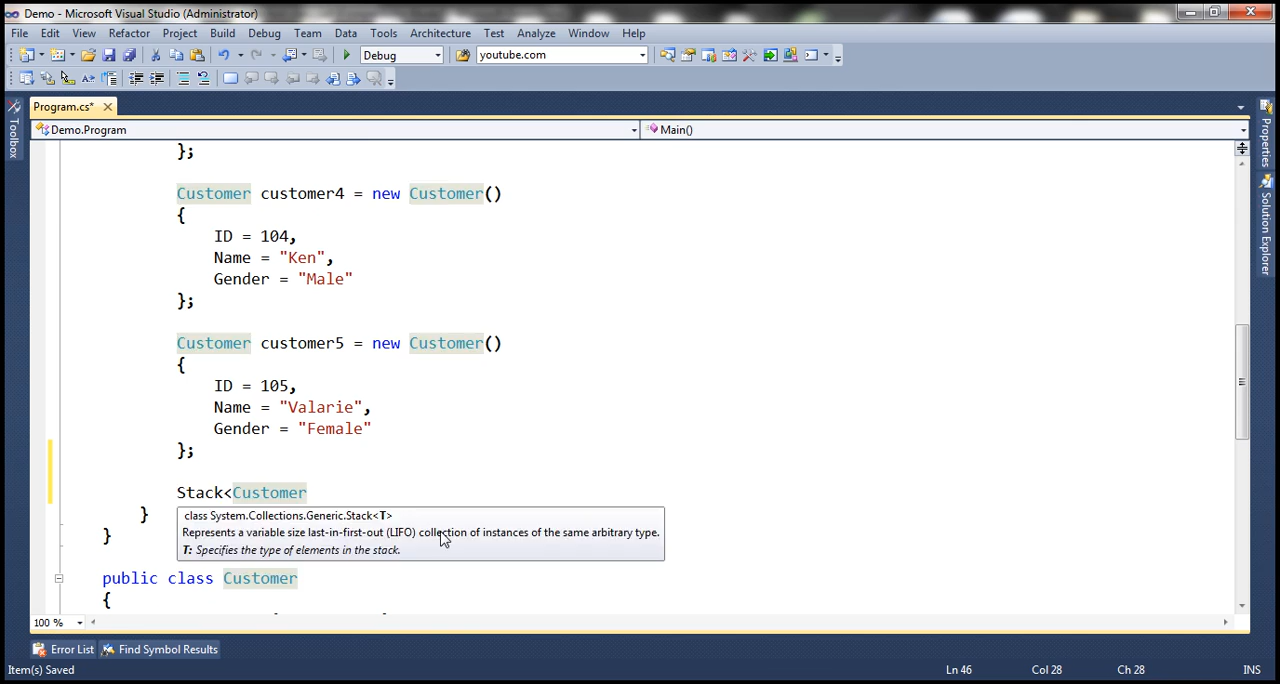 Demo - Microsoft Visual Studio (Administrator)
File Edit View Refactor Project Build Debug Team Data Tools Architecture Test Analyze Window Help
Debug youtube.com
Program.cs* ×
Demo.Program Main()
Toolbox
Properties
Solution Explorer
};
Customer customer4 = new Customer()
{
ID = 104,
Name = "Ken",
Gender = "Male"
};
Customer customer5 = new Customer()
{
ID = 105,
Name = "Valarie",
Gender = "Female"
};
Stack<Customer
}
class System.Collections.Generic.Stack<T>
Represents a variable size last-in-first-out (LIFO) collection of instances of the same arbitrary type.
T: Specifies the type of elements in the stack.
}
public class Customer
{
100 %
Error List Find Symbol Results
Item(s) Saved Ln 46 Col 28 Ch 28 INS